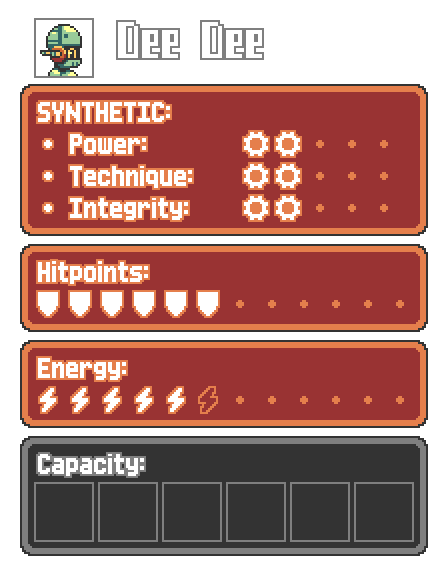 Dee Dee
SYNTHETIC:
Power:
Technique:
Integrity:
Hitpoints:
Energy:
Capacity: